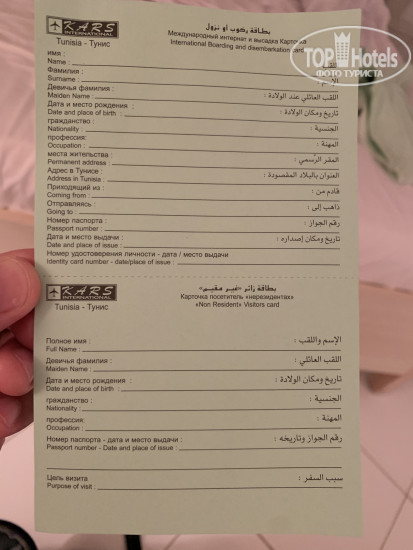 KARS
INTERNATIONAL
Tunisia - Тунис
بطاقة ركوب أو نزول
Международный интернат и высадка Карточка
International Boarding and disembarkation card
TOP Hotels
ФОТО ТУРИСТА
имя :
Name :
Фамилия :
Surname :
Девичья фамилия :
Maiden Name :
اللقب العائلي عند الولادة :
Дата и место рождения :
Date and place of birth :
تاريخ ومكان الولادة :
гражданство :
Nationality :
الجنسية :
профессия:
Occupation :
المهنة :
места жительства :
Permanent address :
المقر الرسمي :
Адрес в Тунисе :
Address in Tunisia :
العنوان بالبلاد المقصودة :
Приходящий из :
Coming from :
قادم من :
Отправляясь :
Going to :
ذاهب إلى :
Номер паспорта :
Passport number :
رقم الجواز :
Дата и место выдачи :
Date and place of issue :
تاريخ ومكان إصداره :
Номер удостоверения личности - дата / место выдачи
Identity card number - date/place of issue :
KARS
INTERNATIONAL
Tunisia - Тунис
بطاقة زائر «غير مقيم»
Карточка посетитель «нерезидентах»
«Non Resident» Visitors card
Полное имя :
Full Name :
الإسم واللقب :
Девичья фамилия :
Maiden Name :
اللقب العائلي :
Дата и место рождения :
Date and place of birth :
تاريخ ومكان الولادة :
гражданство :
Nationality :
الجنسية :
профессия:
Occupation :
المهنة :
Номер паспорта - дата и место выдачи :
Passport number - Date and place of issue :
رقم الجواز وتاريخه :
Цель визита
Purpose of visit :
سبب السفر :